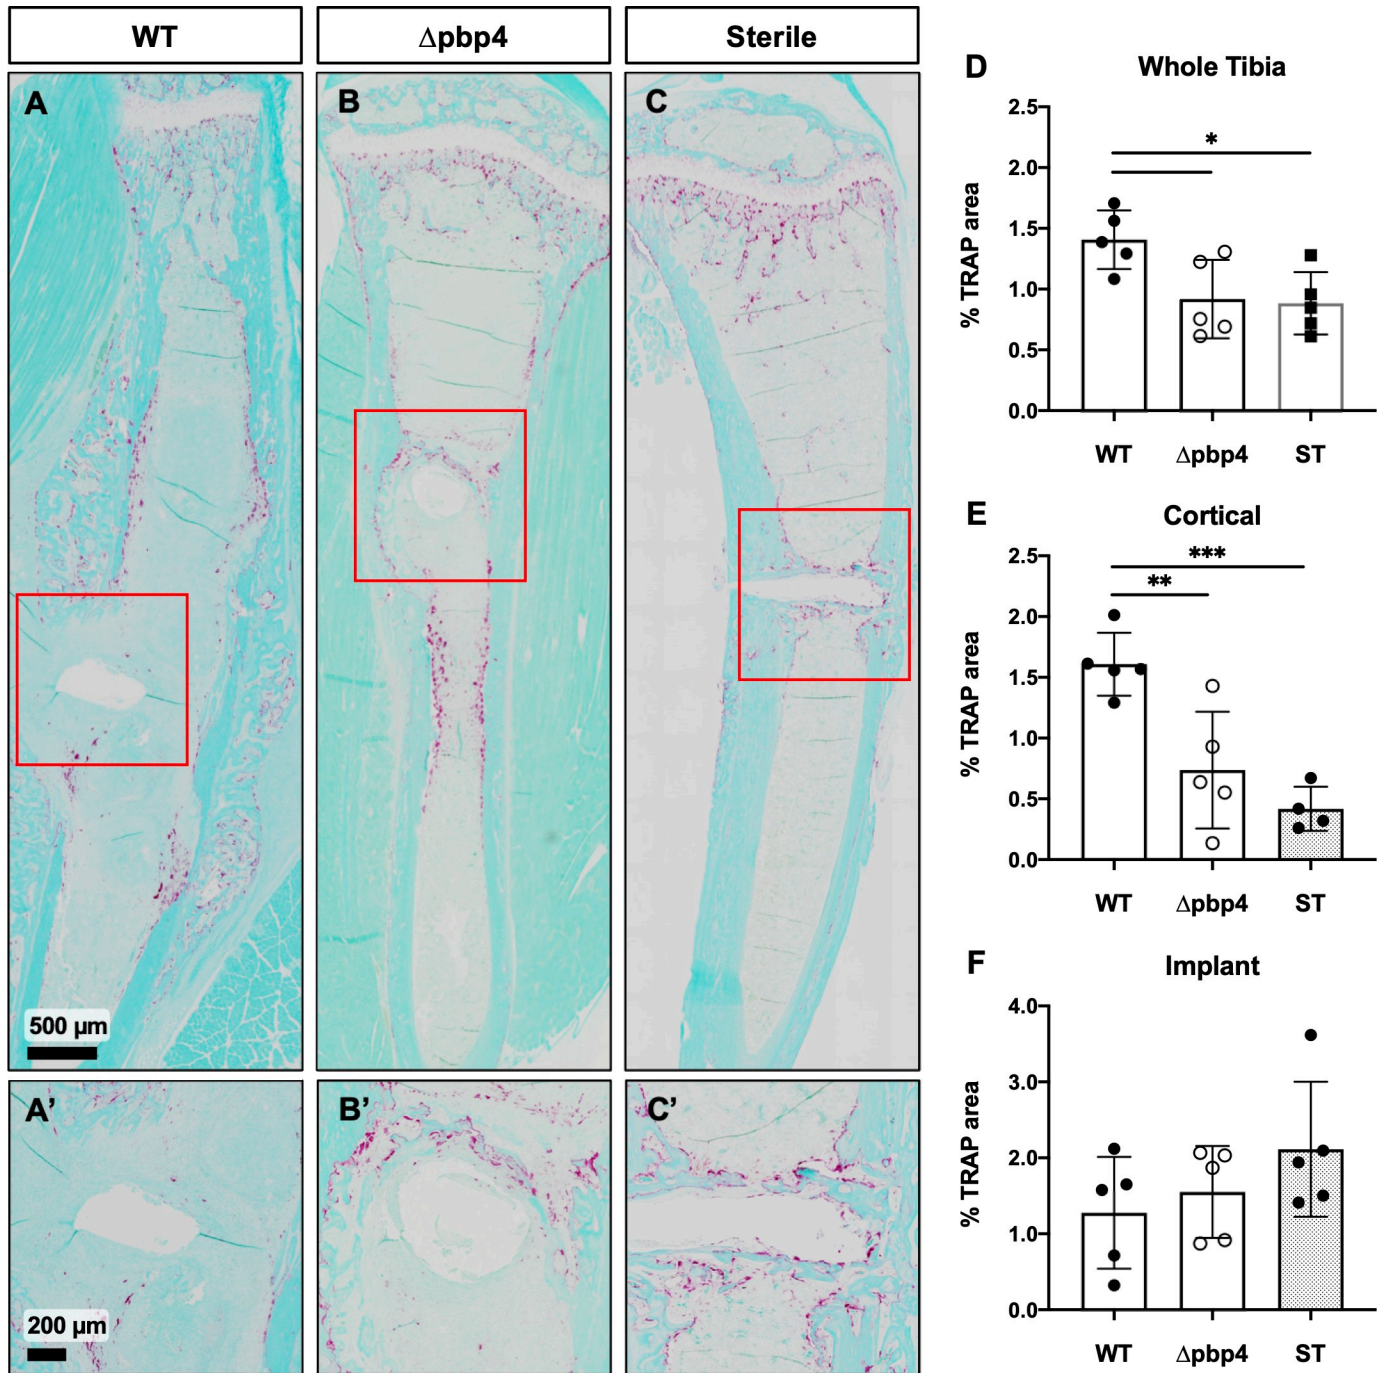 WT
Δpbp4
Sterile
A
B
C
500 μm
A’
B’
C’
200 μm
D
Whole Tibia
% TRAP area
2.5
2.0
1.5
1.0
0.5
0.0
*
WT
Δpbp4
ST
E
Cortical
% TRAP area
2.5
2.0
1.5
1.0
0.5
0.0
***
**
WT
Δpbp4
ST
F
Implant
% TRAP area
4.0
3.0
2.0
1.0
0.0
WT
Δpbp4
ST